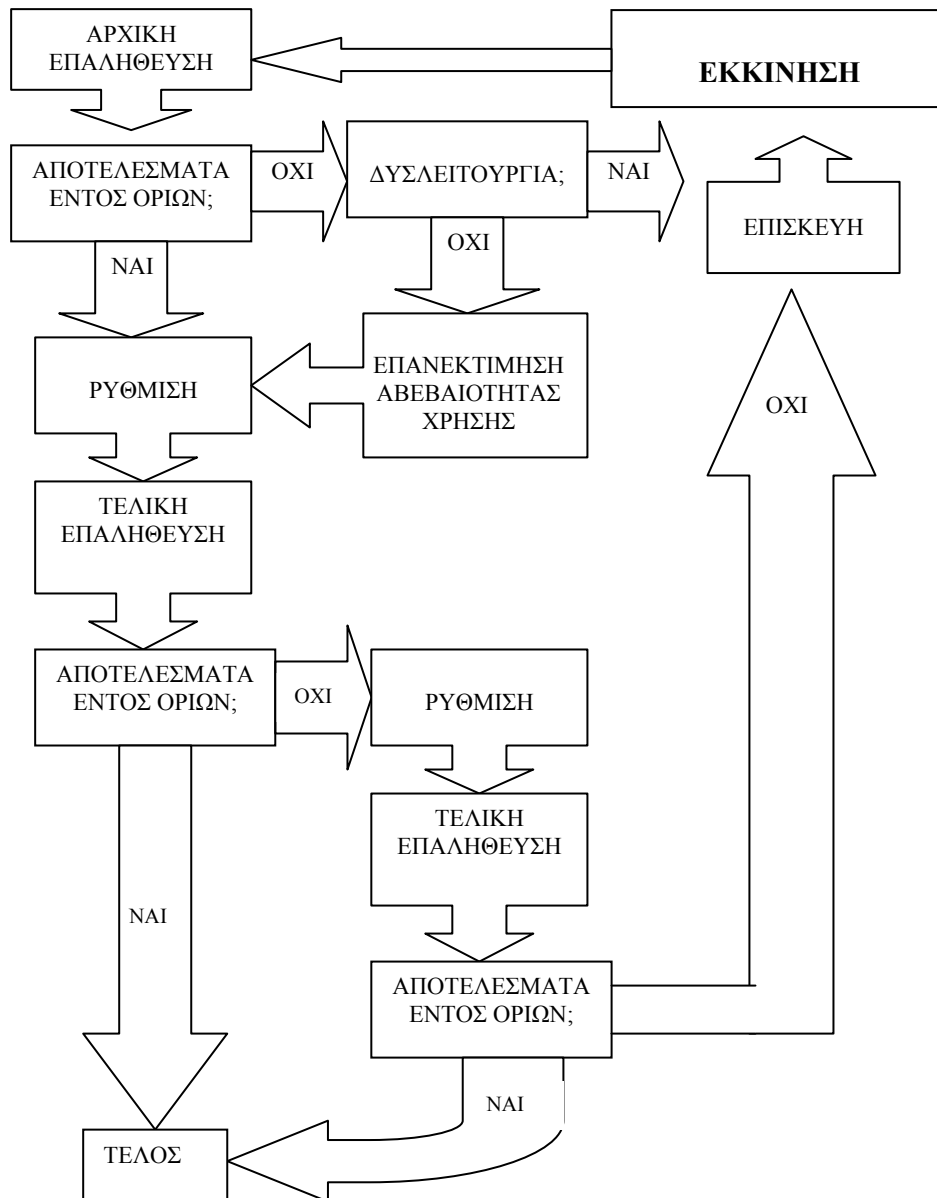 ΑΡΧΙΚΗ
ΕΠΑΛΗΘΕΥΣΗ
ΕΚΚΙΝΗΣΗ
ΑΠΟΤΕΛΕΣΜΑΤΑ
ΕΝΤΟΣ ΟΡΙΩΝ;
ΟΧΙ
ΔΥΣΛΕΙΤΟΥΡΓΙΑ;
ΝΑΙ
ΕΠΙΣΚΕΥΗ
ΝΑΙ
ΟΧΙ
ΡΥΘΜΙΣΗ
ΕΠΑΝΕΚΤΙΜΗΣΗ
ΑΒΕΒΑΙΟΤΗΤΑΣ
ΧΡΗΣΗΣ
ΟΧΙ
ΤΕΛΙΚΗ
ΕΠΑΛΗΘΕΥΣΗ
ΑΠΟΤΕΛΕΣΜΑΤΑ
ΕΝΤΟΣ ΟΡΙΩΝ;
ΟΧΙ
ΡΥΘΜΙΣΗ
ΤΕΛΙΚΗ
ΕΠΑΛΗΘΕΥΣΗ
ΝΑΙ
ΑΠΟΤΕΛΕΣΜΑΤΑ
ΕΝΤΟΣ ΟΡΙΩΝ;
ΝΑΙ
ΤΕΛΟΣ